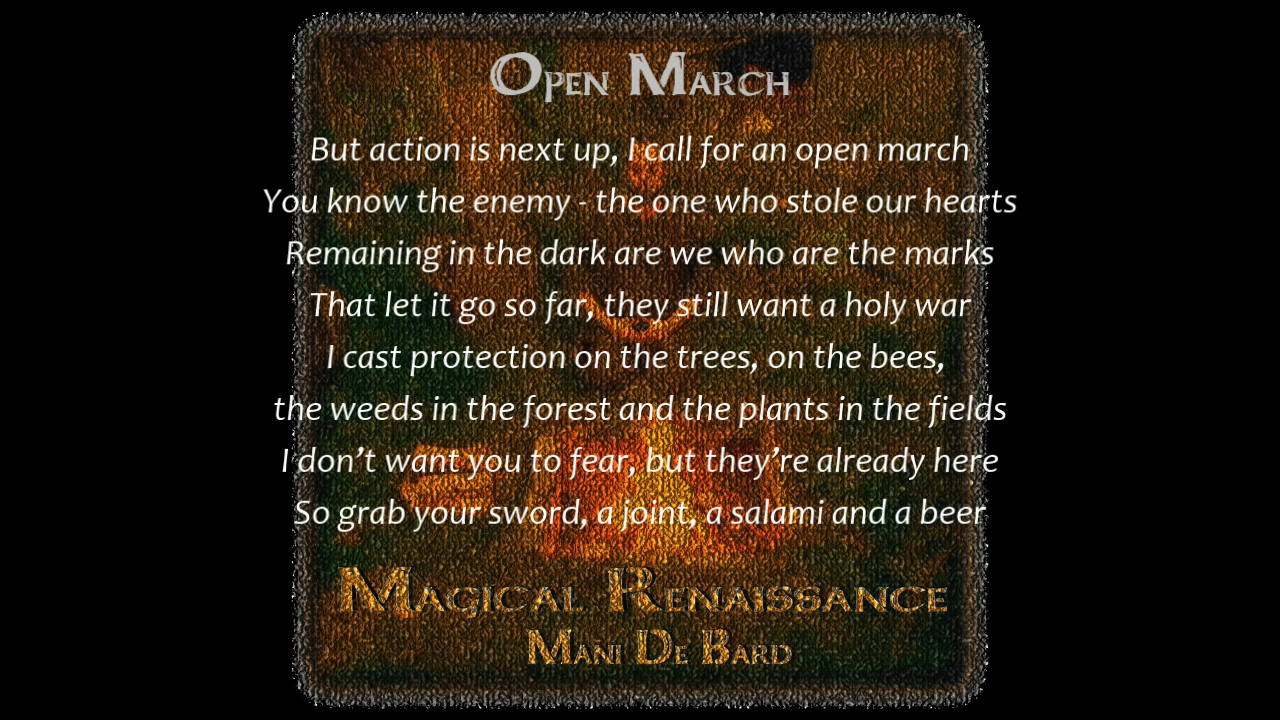 Open March
But action is next up, I call for an open march
You know the enemy - the one who stole our hearts
Remaining in the dark are we who are the marks
That let it go so far, they still want a holy war
I cast protection on the trees, on the bees,
the weeds in the forest and the plants in the fields
I don’t want you to fear, but they’re already here
So grab your sword, a joint, a salami and a beer
Magical Renaissance
Mani De Bard